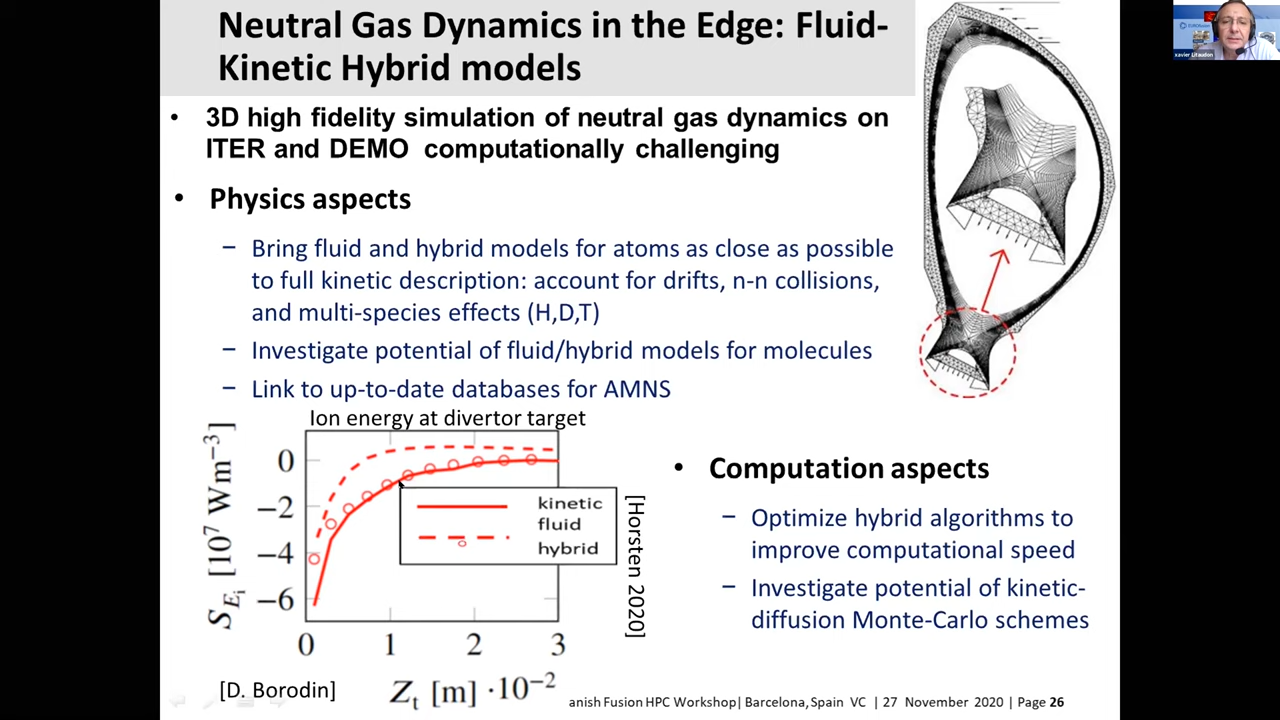 Neutral Gas Dynamics in the Edge: Fluid-
Kinetic Hybrid models
• 3D high fidelity simulation of neutral gas dynamics on
ITER and DEMO computationally challenging
• Physics aspects
– Bring fluid and hybrid models for atoms as close as possible
to full kinetic description: account for drifts, n-n collisions,
and multi-species effects (H,D,T)
– Investigate potential of fluid/hybrid models for molecules
– Link to up-to-date databases for AMNS
Ion energy at divertor target
S_{E_i} [10⁷ Wm⁻³]
0
−2
−4
−6
0 1 2 3
Z_t [m] ·10⁻²
kinetic
fluid
hybrid
[Horsten 2020]
[D. Borodin]
• Computation aspects
– Optimize hybrid algorithms to
improve computational speed
– Investigate potential of kinetic-
diffusion Monte-Carlo schemes
anish Fusion HPC Workshop| Barcelona, Spain VC | 27 November 2020 | Page 26
xavier Litaudon